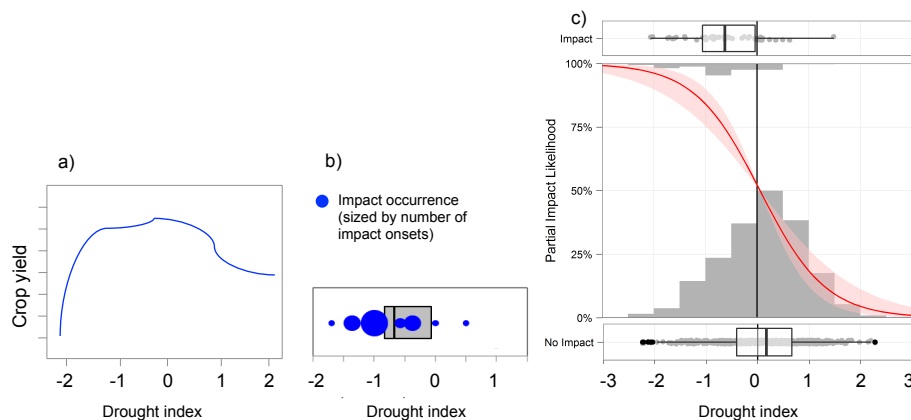 a)
Crop yield
-2
-1
0
1
2
Drought index
b)
Impact occurrence
(sized by number of
impact onsets)
-2
-1
0
1
Drought index
c)
Impact
100%
75%
50%
25%
0%
Partial Impact Likelihood
No Impact
-3
-2
-1
0
1
2
3
Drought index